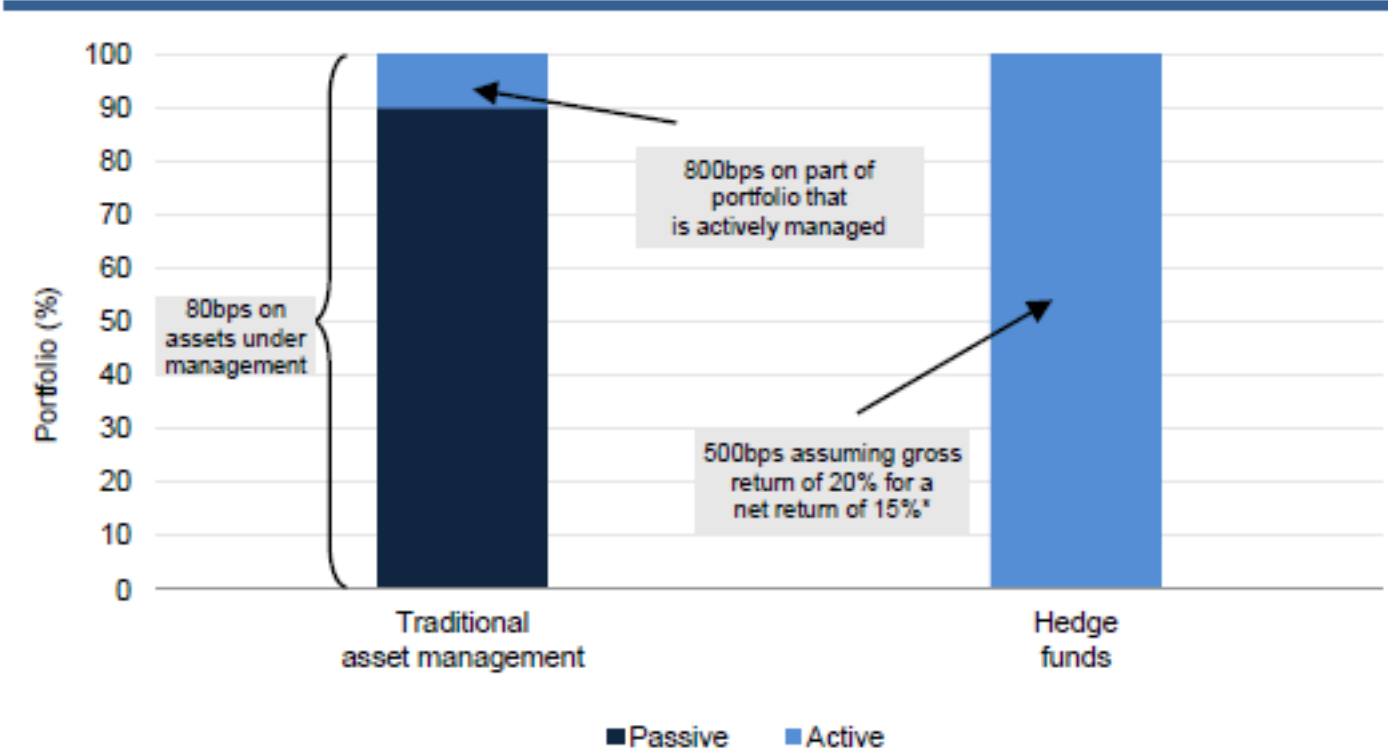 100
90
80
70
60
50
40
30
20
10
0
Portfolio (%)
80bps on
assets under
management
800bps on part of
portfolio that
is actively managed
500bps assuming gross
return of 20% for a
net return of 15%*
Traditional
asset management
Hedge
funds
Passive
Active